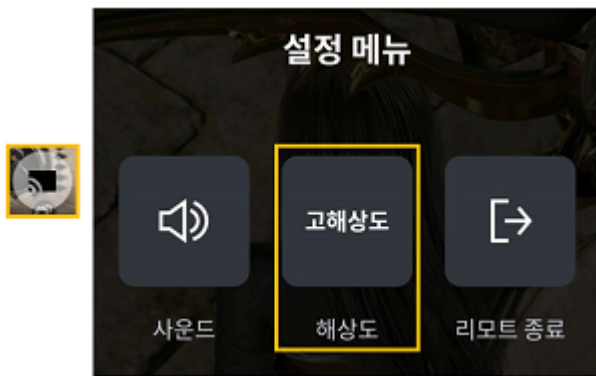 설정 메뉴
고해상도
사운드
해상도
리모트 종료